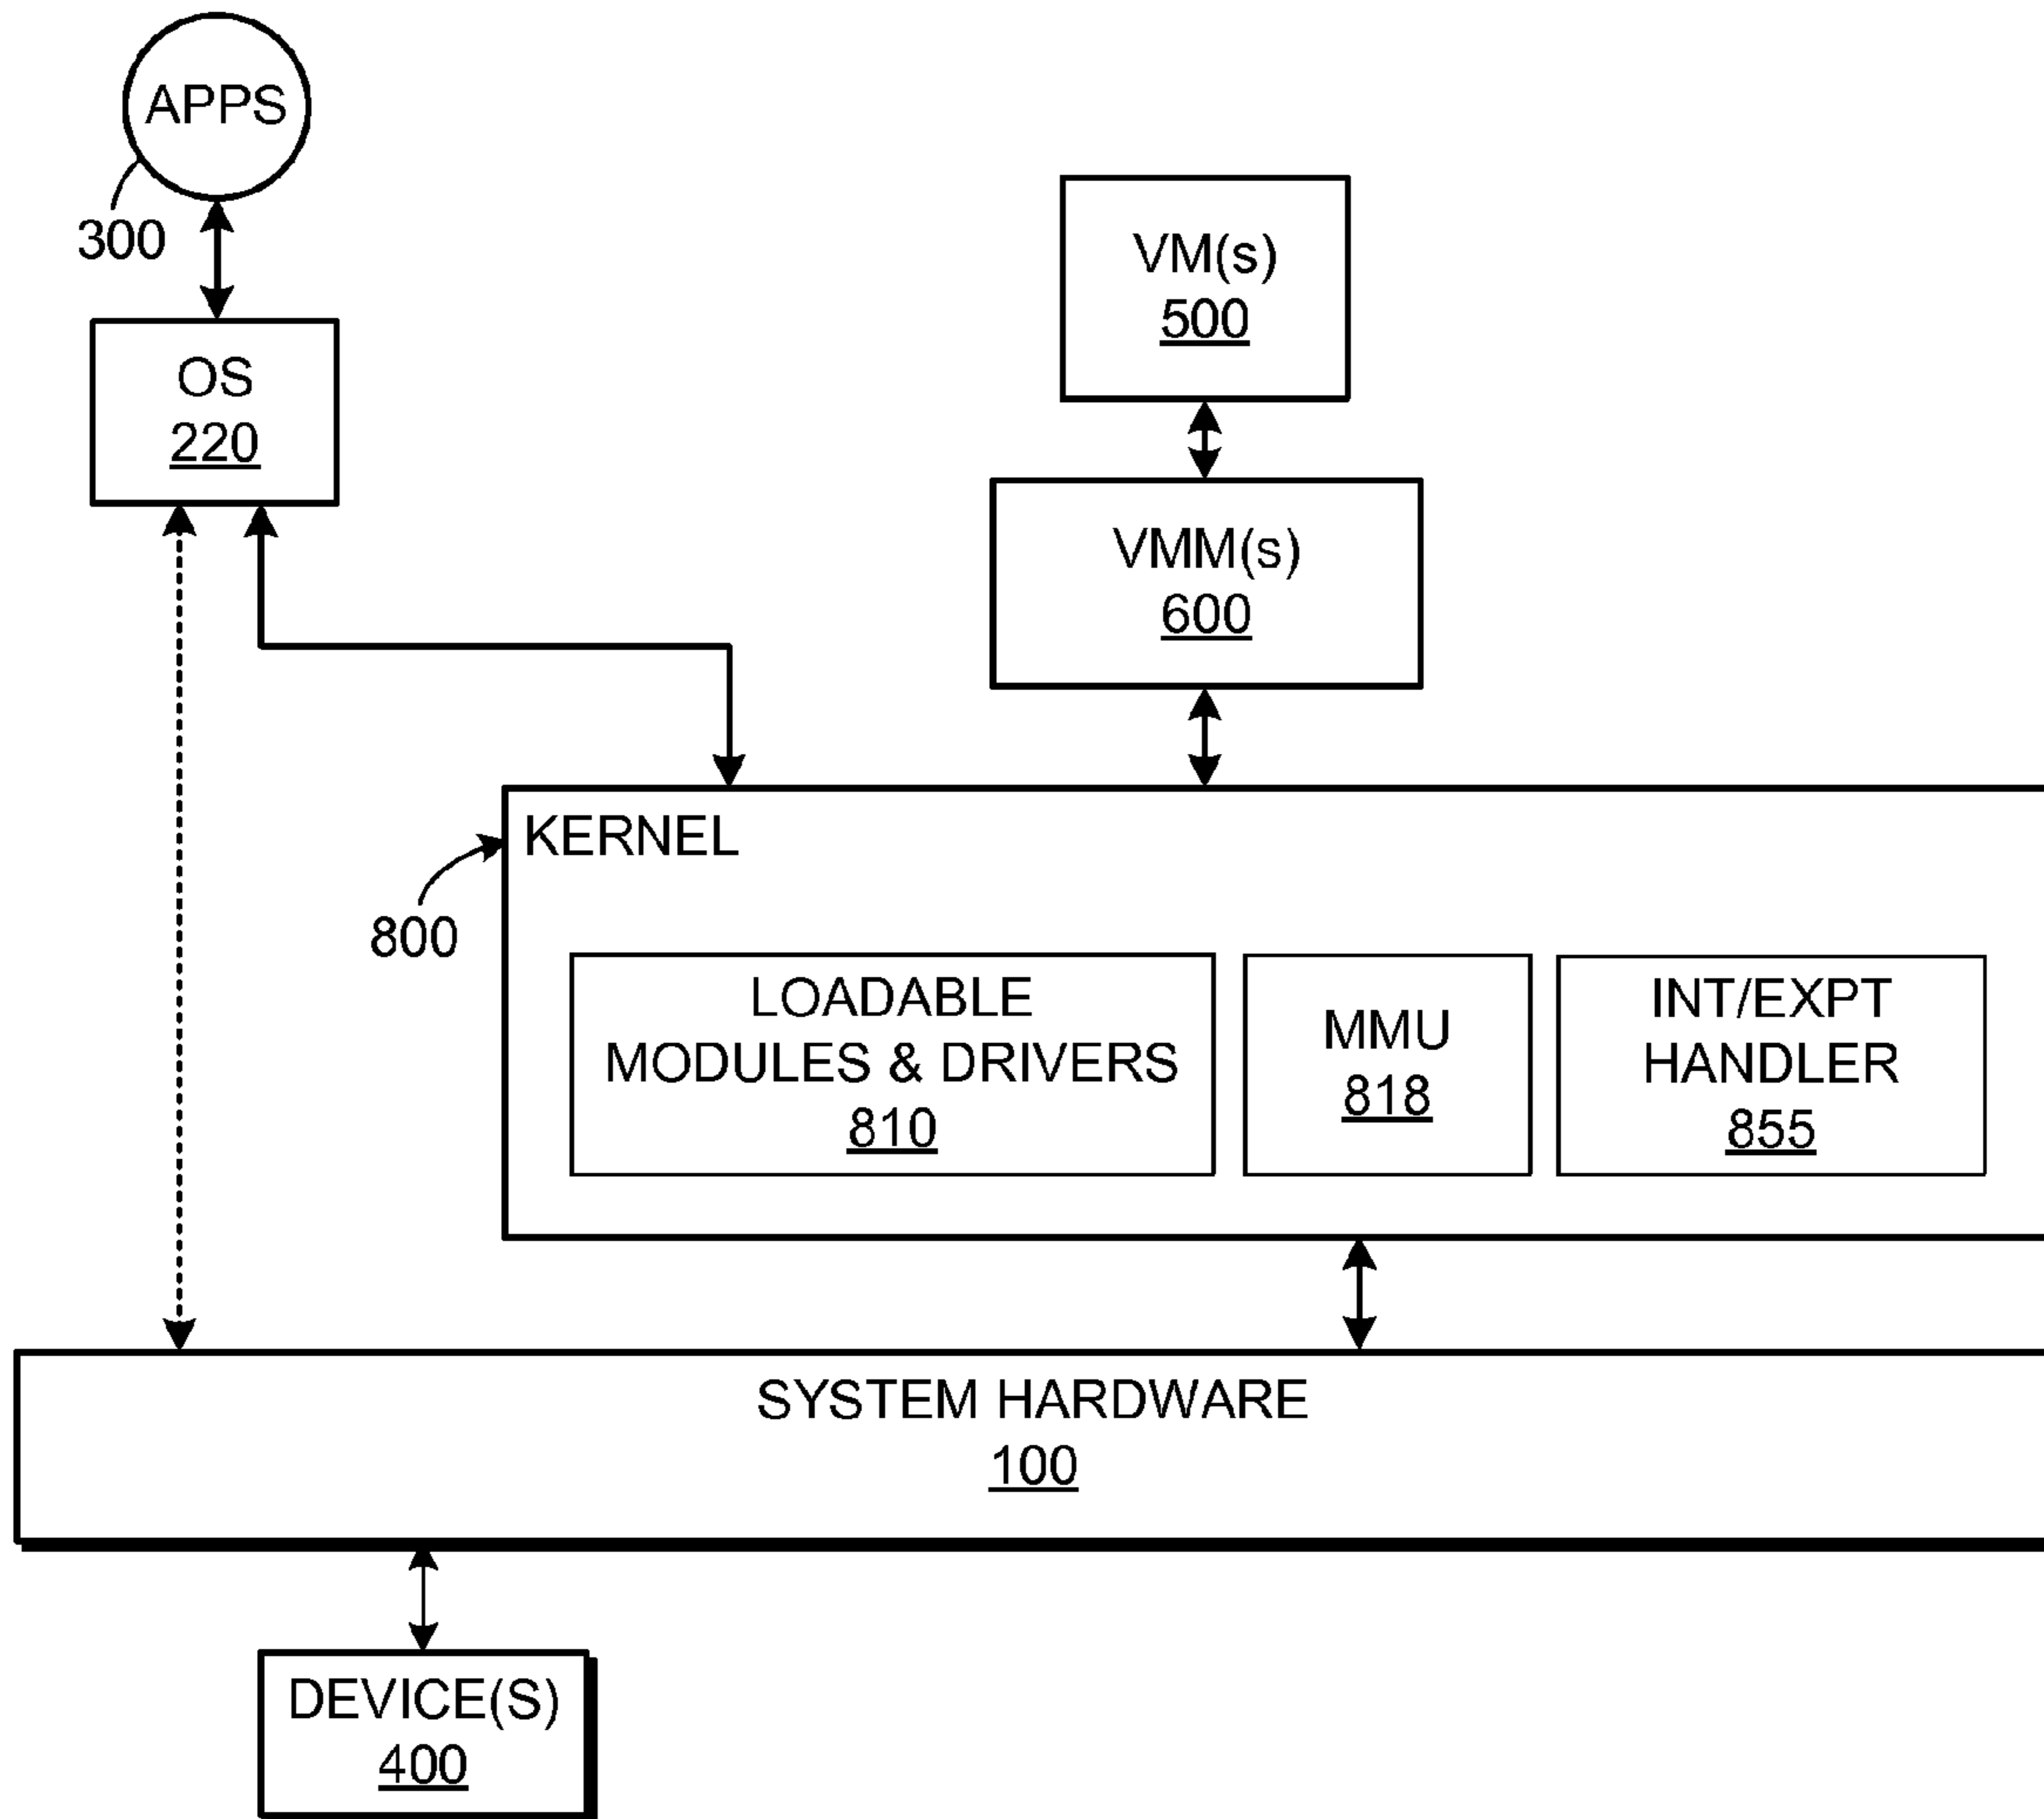 APPS
300
OS
220
VM(s)
500
VMM(s)
600
KERNEL
800
LOADABLE
MODULES & DRIVERS
810
MMU
818
INT/EXPT
HANDLER
855
SYSTEM HARDWARE
100
DEVICE(S)
400